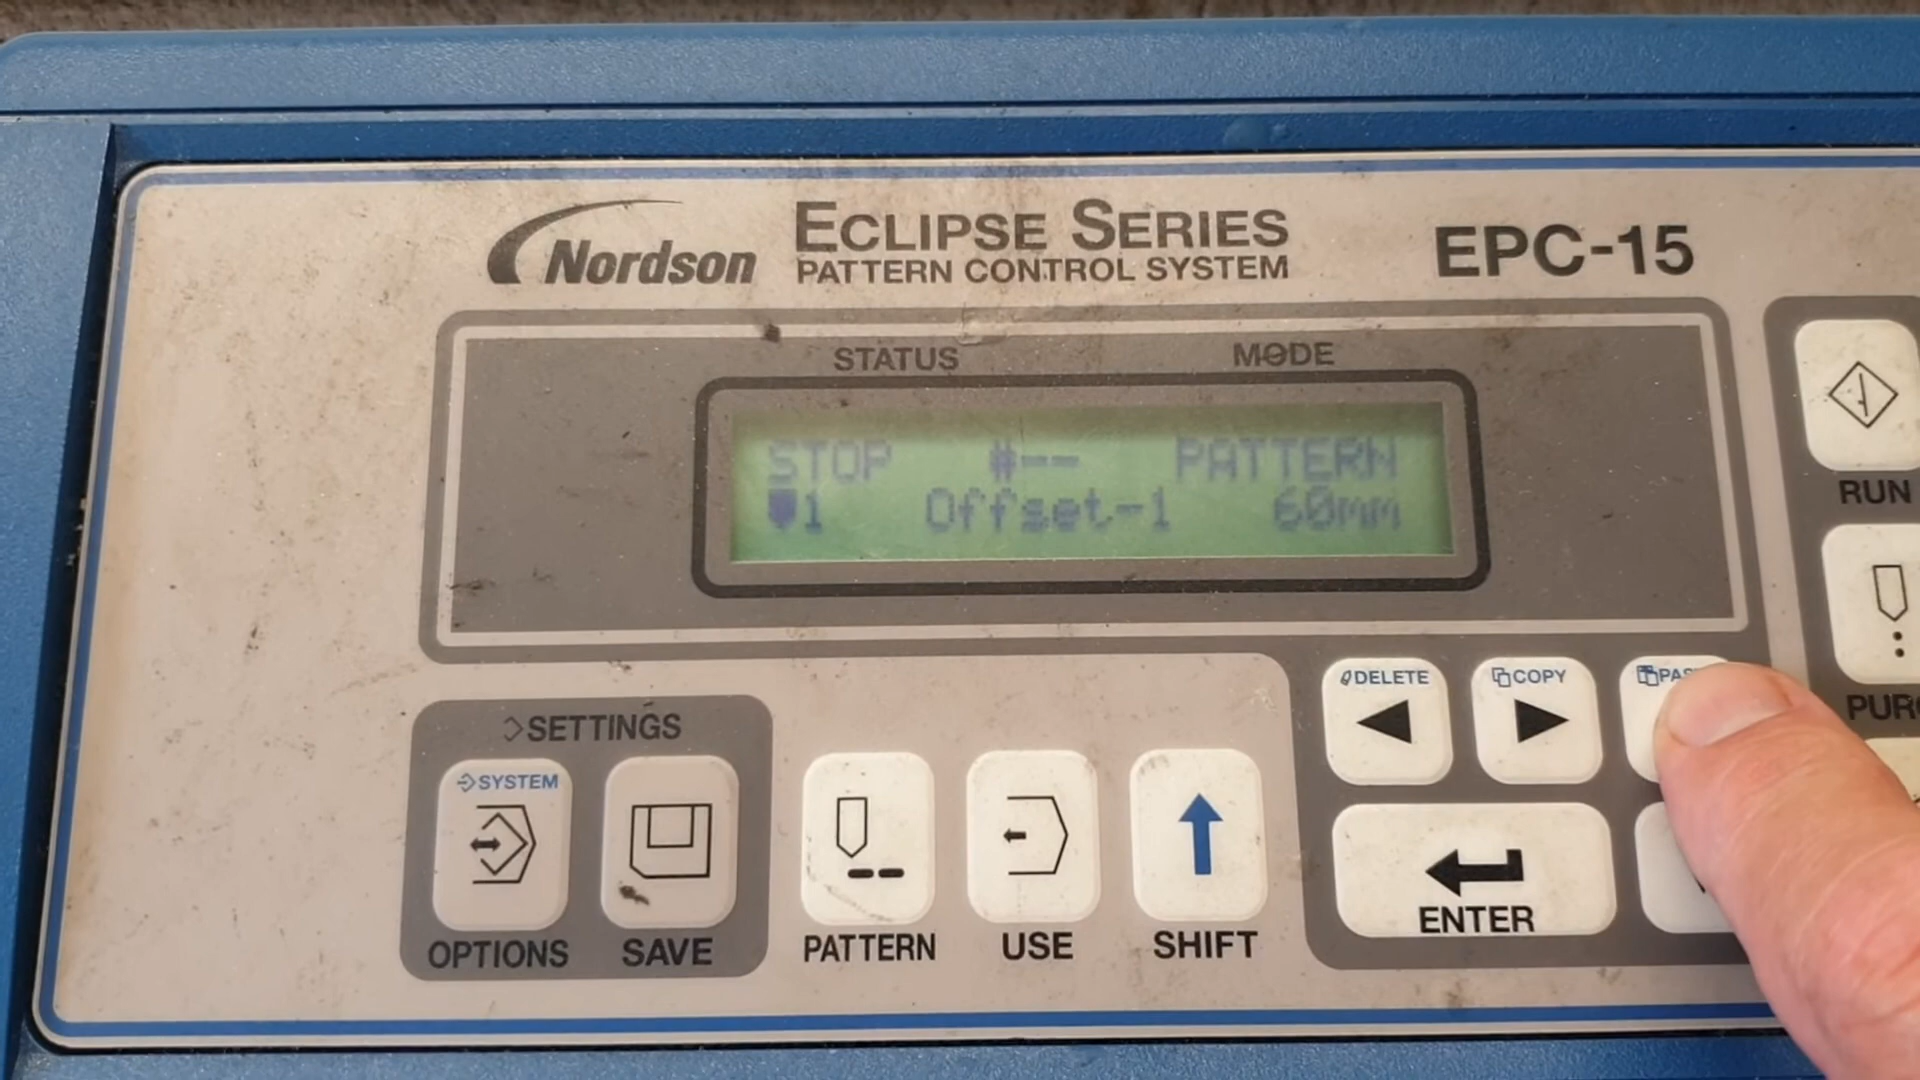 Nordson
ECLIPSE SERIES
PATTERN CONTROL SYSTEM
EPC-15
STATUS MODE
STOP #-- PATTERN
1 Offset-1 60mm
RUN
DELETE COPY
PURG
SETTINGS
SYSTEM
ENTER
OPTIONS SAVE PATTERN USE SHIFT